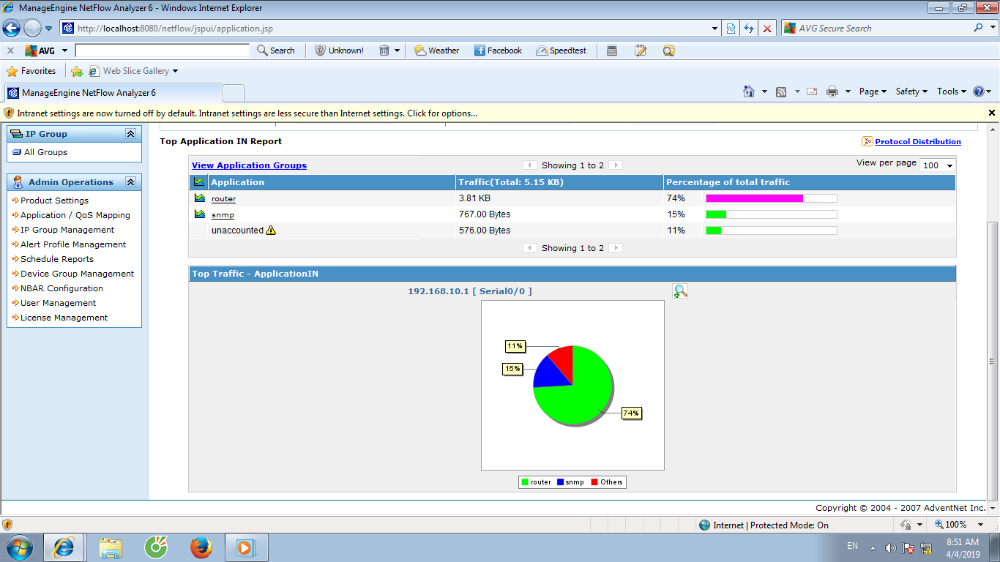 ManageEngine NetFlow Analyzer 6 - Windows Internet Explorer
http://localhost:8080/netflow/jspui/application.jsp
AVG Secure Search
AVG Search Unknown! Weather Facebook Speedtest
Favorites Web Slice Gallery
ManageEngine NetFlow Analyzer 6
Page Safety Tools
Intranet settings are now turned off by default. Intranet settings are less secure than Internet settings. Click for options...
IP Group
All Groups
Admin Operations
Product Settings
Application / QoS Mapping
IP Group Management
Alert Profile Management
Schedule Reports
Device Group Management
NBAR Configuration
User Management
License Management
Top Application IN Report
Protocol Distribution
View Application Groups Showing 1 to 2 View per page 100
Application Traffic(Total: 5.15 KB) Percentage of total traffic
router 3.81 KB 74%
snmp 767.00 Bytes 15%
unaccounted 576.00 Bytes 11%
Showing 1 to 2
Top Traffic - ApplicationIN
192.168.10.1 [ Serial0/0 ]
11%
15%
74%
router snmp Others
Copyright © 2004 - 2007 AdventNet Inc.
Internet | Protected Mode: On 100%
EN 8:51 AM
4/4/2019